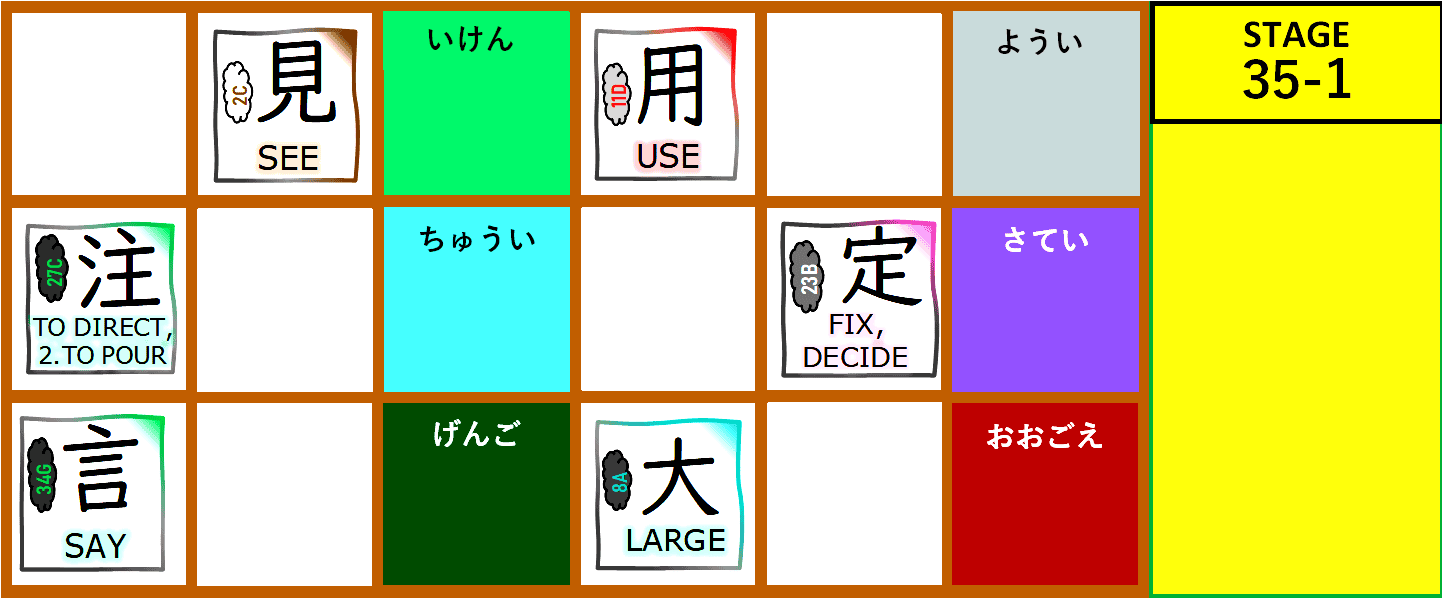 2C
見
SEE
いけん
11D
用
USE
ようい
STAGE
35-1
27C
注
TO DIRECT,
2.TO POUR
ちゅうい
23B
定
FIX,
DECIDE
さてい
34G
言
SAY
げんご
8A
大
LARGE
おおごえ